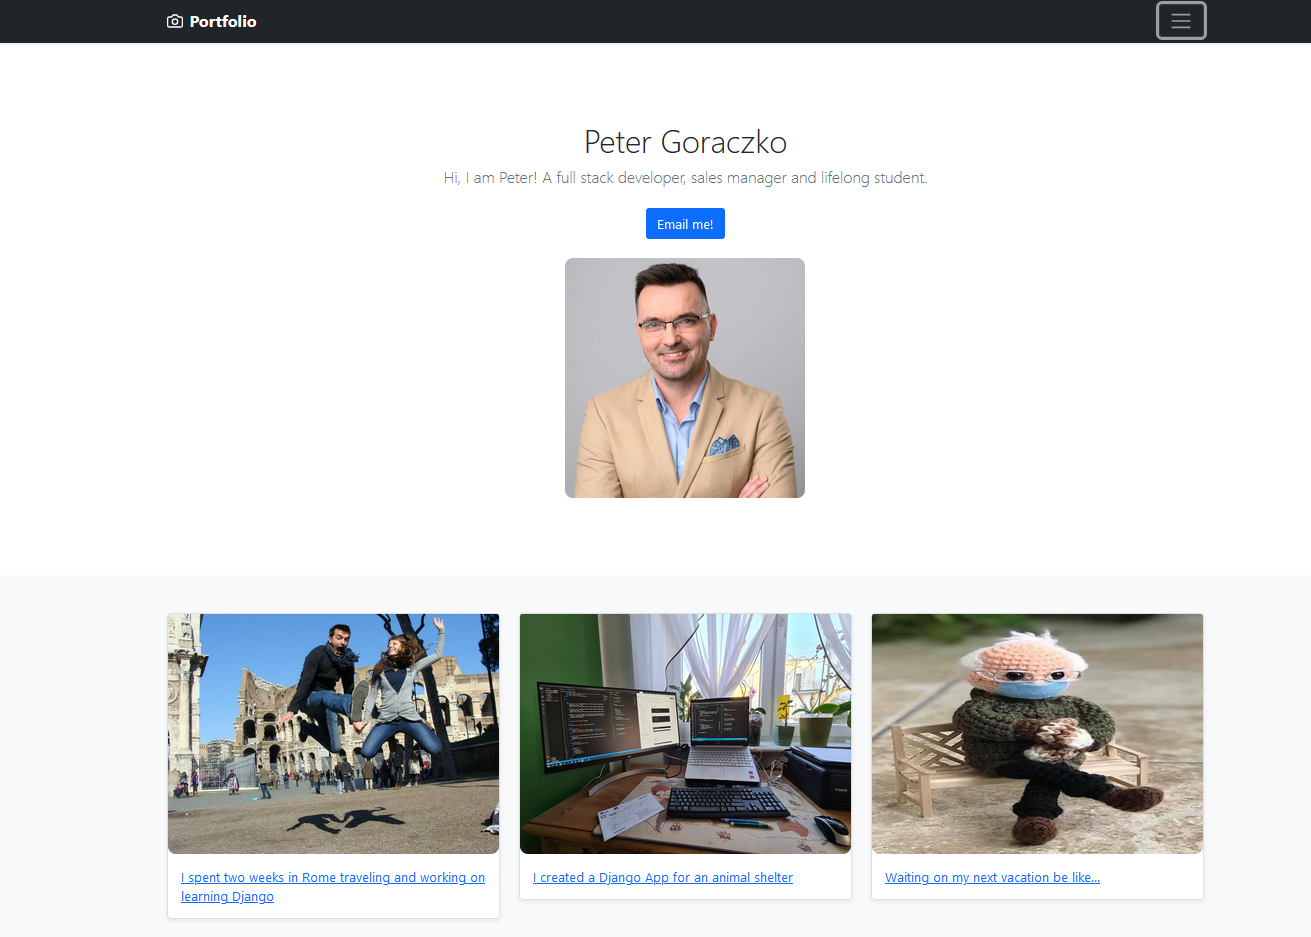 Portfolio
Peter Goraczko
Hi, I am Peter! A full stack developer, sales manager and lifelong student.
Email me!
I spent two weeks in Rome traveling and working on
learning Django
I created a Django App for an animal shelter
Waiting on my next vacation be like...